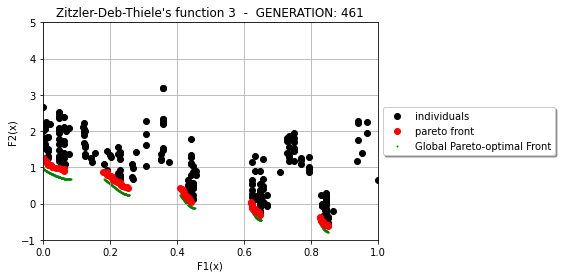 Zitzler-Deb-Thiele's function 3 - GENERATION: 461
5
4
3
2
1
0
−1
F2(x)
0.0 0.2 0.4 0.6 0.8 1.0
F1(x)
individuals
pareto front
Global Pareto-optimal Front